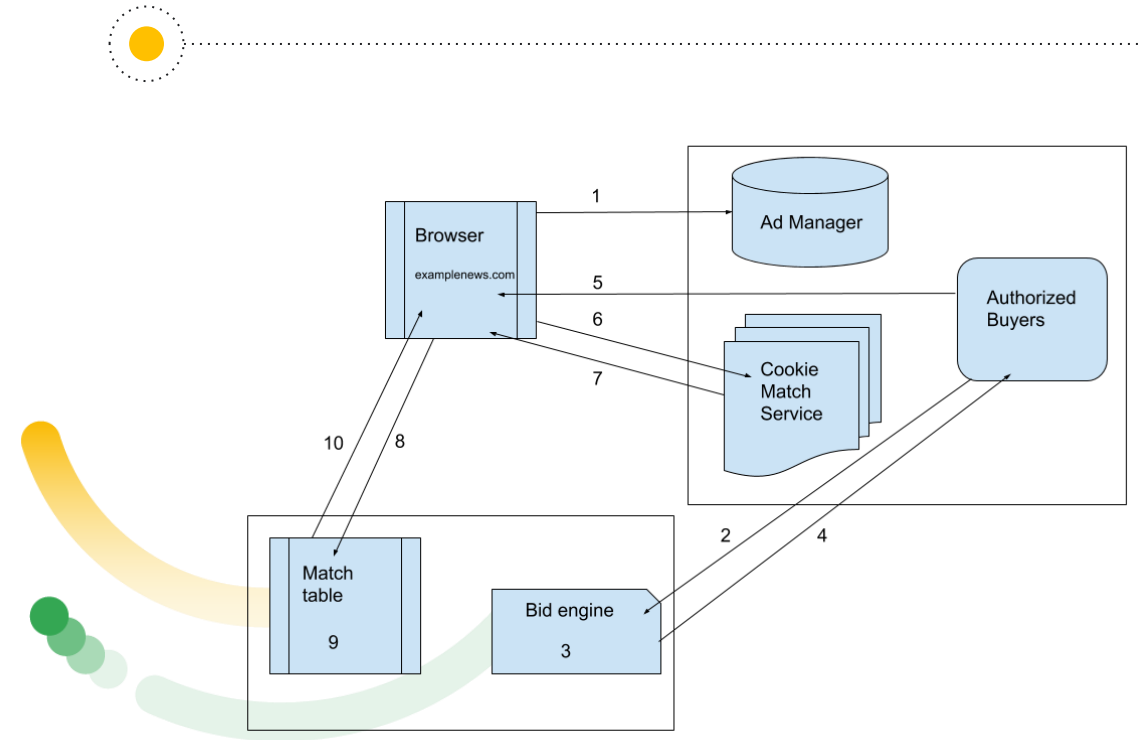 1
Ad Manager
Browser
examplenews.com
5
Authorized
Buyers
6
Cookie
Match
Service
7
10
8
2
4
Match
table
9
Bid engine
3